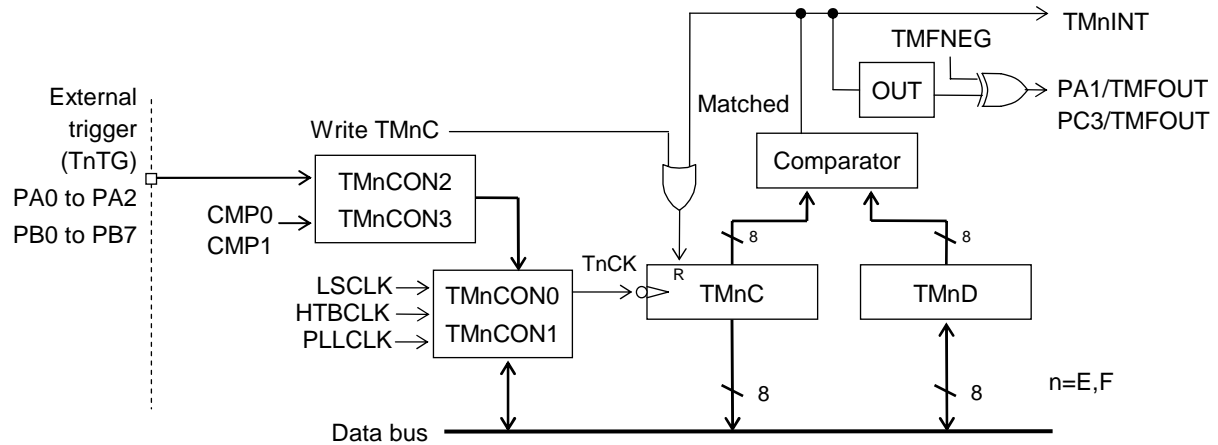 TMnINT
TMFNEG
OUT
PA1/TMFOUT
PC3/TMFOUT
External
trigger
(TnTG)
PA0 to PA2
PB0 to PB7
Matched
Write TMnC
Comparator
TMnCON2
TMnCON3
CMP0
CMP1
8
8
TnCK
R
LSCLK
HTBCLK
PLLCLK
TMnCON0
TMnCON1
TMnC
TMnD
8
8
n=E,F
Data bus